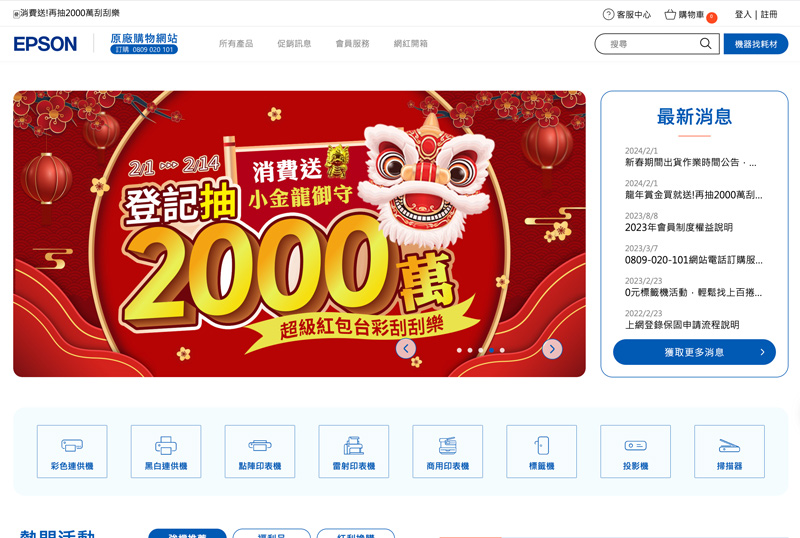 消費送!再抽2000萬刮刮樂
客服中心
購物車
0
登入 | 註冊
EPSON
原廠購物網站
訂購 0809 020 101
所有產品
促銷訊息
會員服務
網紅開箱
搜尋
機器找耗材
2/1 >>> 2/14
消費送
登記抽
小金龍御守
2000萬
超級紅包台彩刮刮樂
最新消息
2024/2/1
新春期間出貨作業時間公告，...
2024/2/1
龍年賞金買就送!再抽2000萬刮...
2023/8/8
2023年會員制度權益說明
2023/3/7
0809-020-101網站電話訂購服...
2023/2/23
0元標籤機活動，輕鬆找上百捲...
2022/2/23
上網登錄保固申請流程說明
獲取更多消息
彩色連供機
黑白連供機
點陣印表機
雷射印表機
商用印表機
標籤機
投影機
掃描器
熱門活動
強檔推薦
福利品
紅利換購